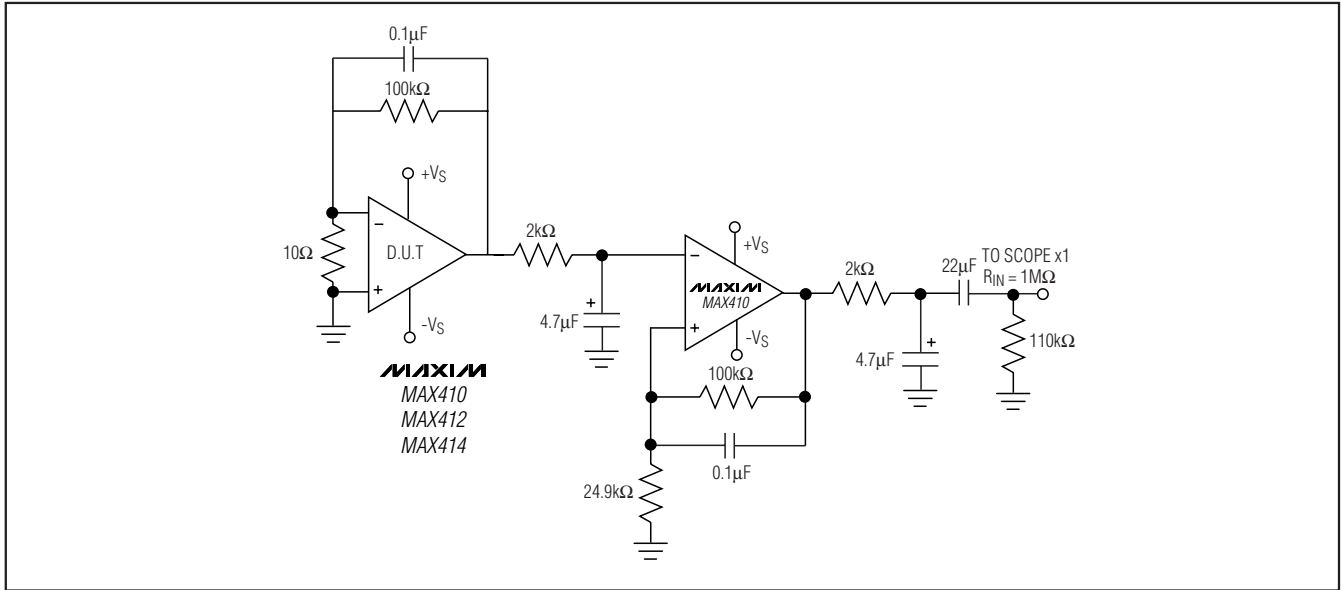 0.1μF
100kΩ
+VS
10Ω
−
D.U.T
+
-VS
MAXIM
MAX410
MAX412
MAX414
2kΩ
4.7μF
+
−
+VS
MAXIM
MAX410
+
-VS
100kΩ
0.1μF
24.9kΩ
2kΩ
+
4.7μF
22μF
TO SCOPE x1
RIN = 1MΩ
110kΩ